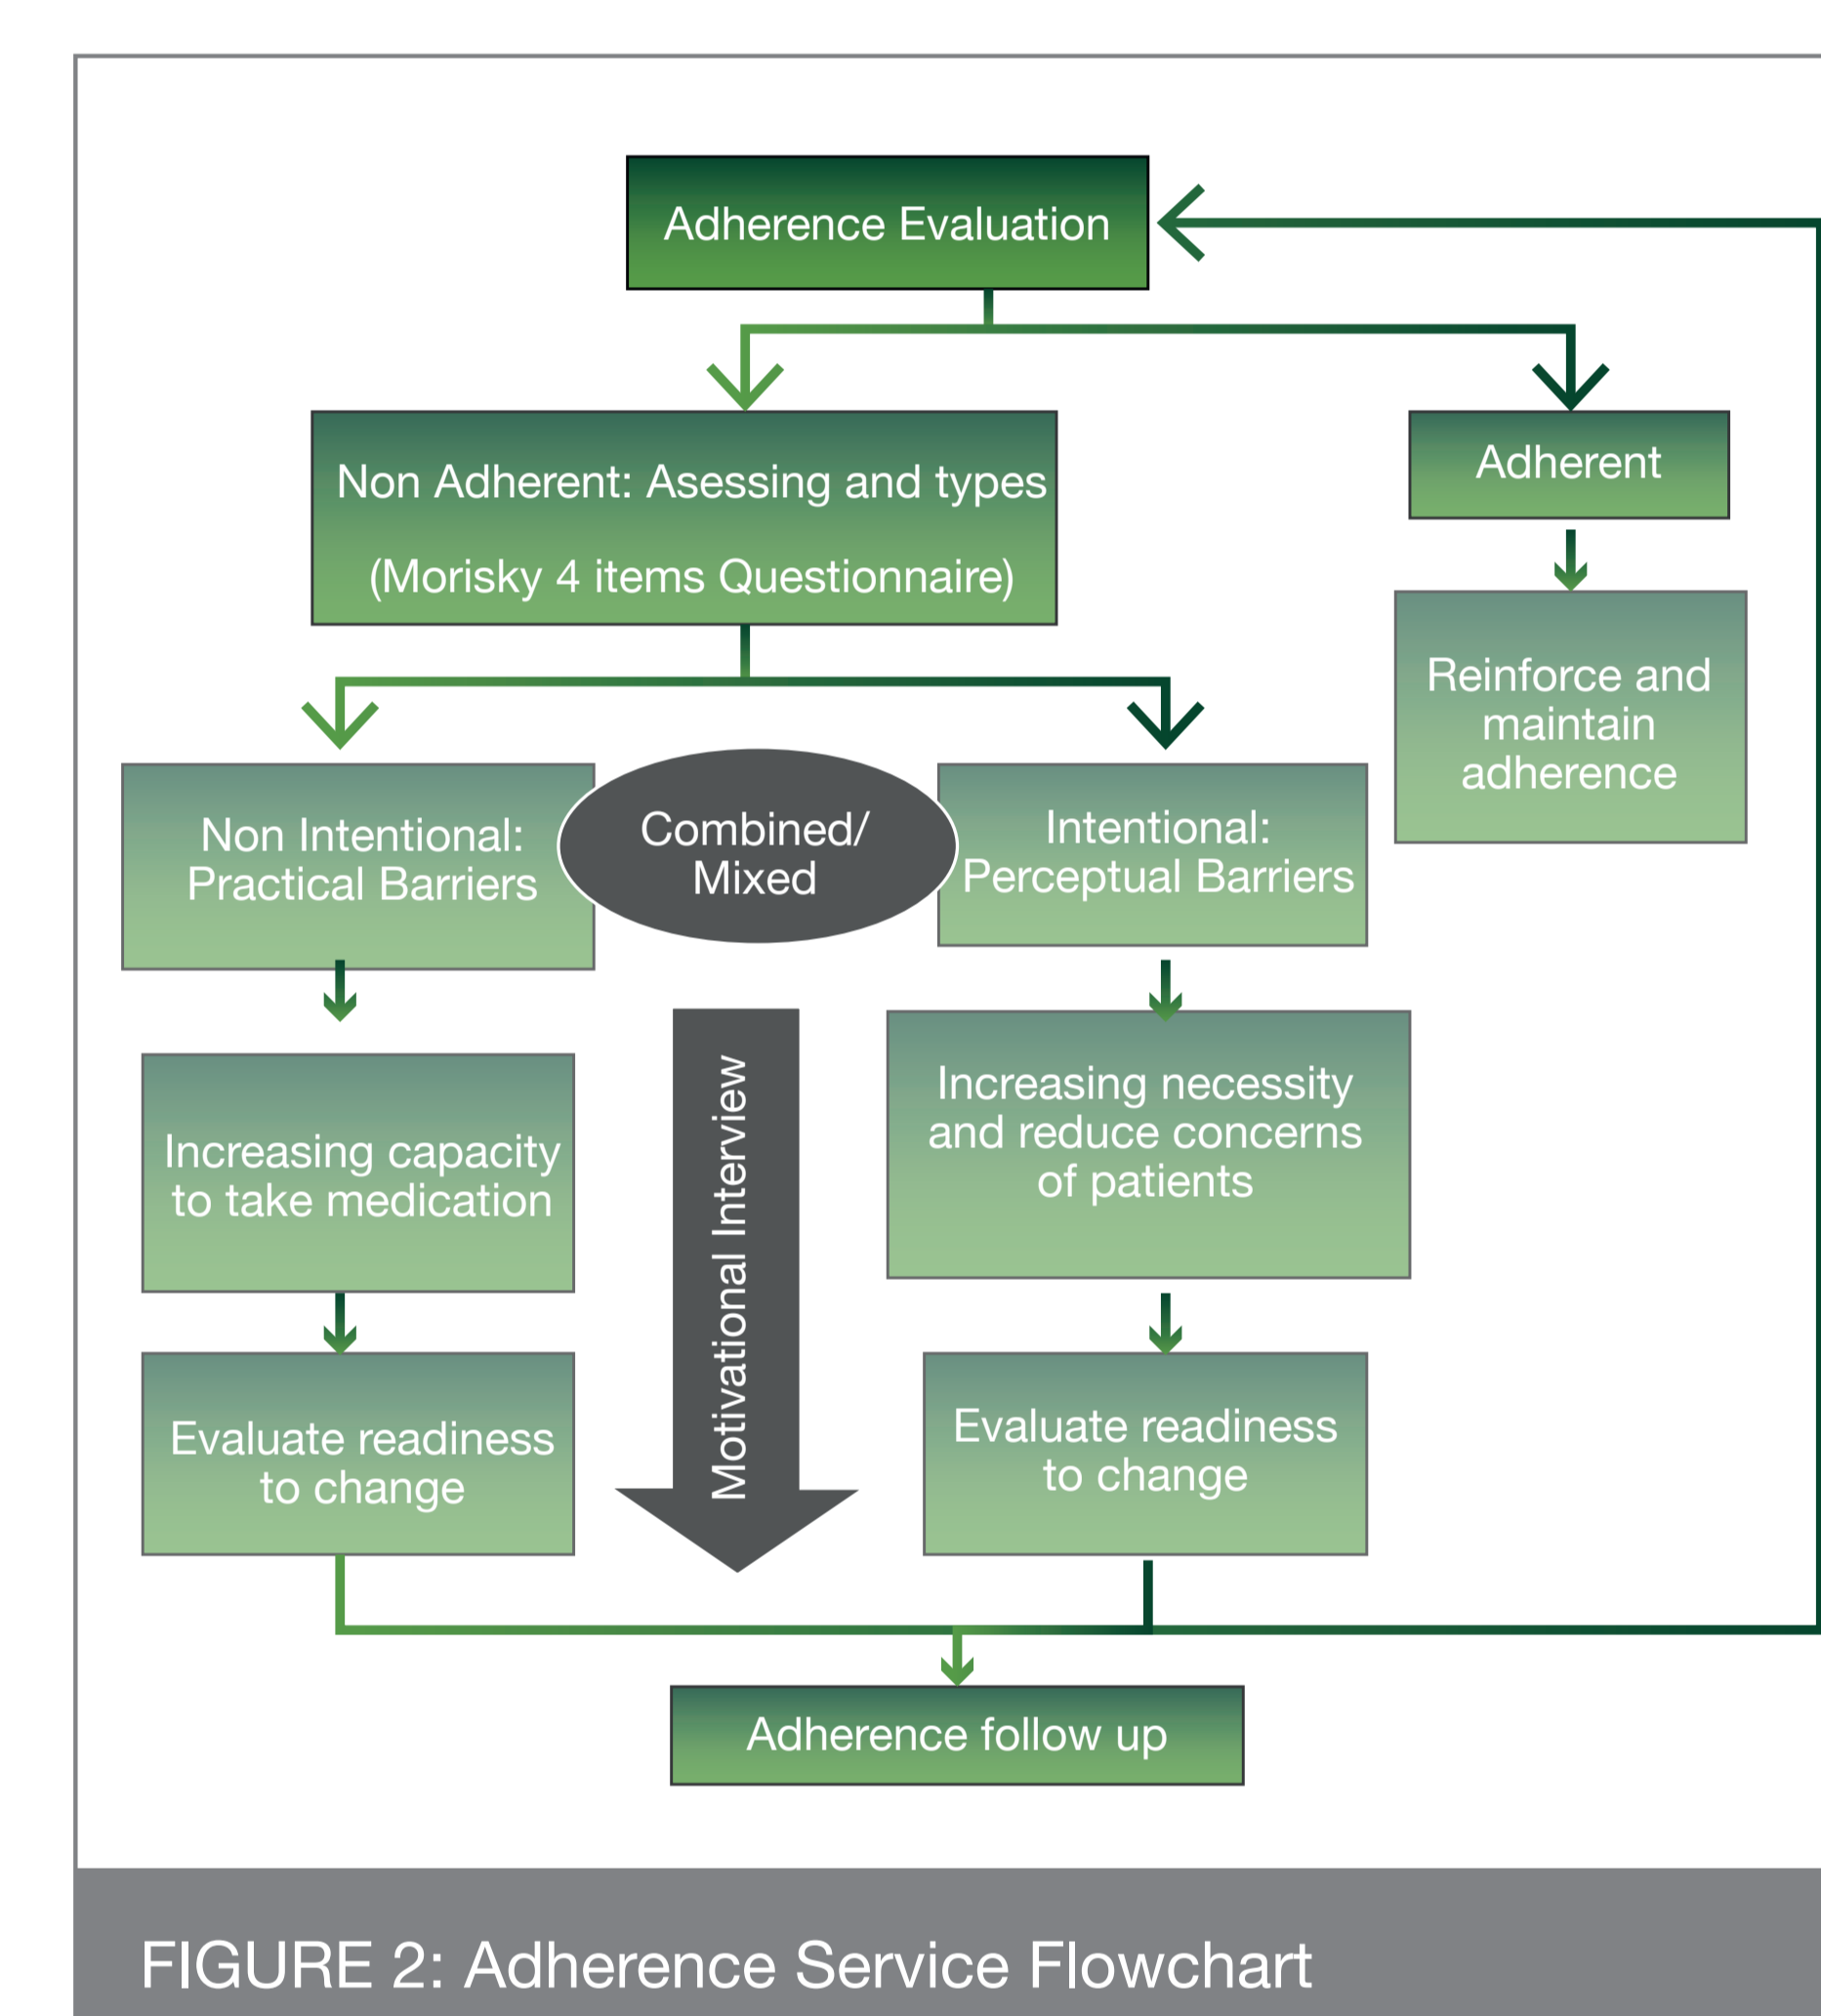 Adherence Evaluation
Non Adherent: Asessing and types
(Morisky 4 items Questionnaire)
Adherent
Reinforce and
maintain
adherence
Non Intentional:
Practical Barriers
Combined/
Mixed
Intentional:
Perceptual Barriers
Increasing capacity
to take medication
Motivational Interview
Increasing necessity
and reduce concerns
of patients
Evaluate readiness
to change
Evaluate readiness
to change
Adherence follow up
FIGURE 2: Adherence Service Flowchart